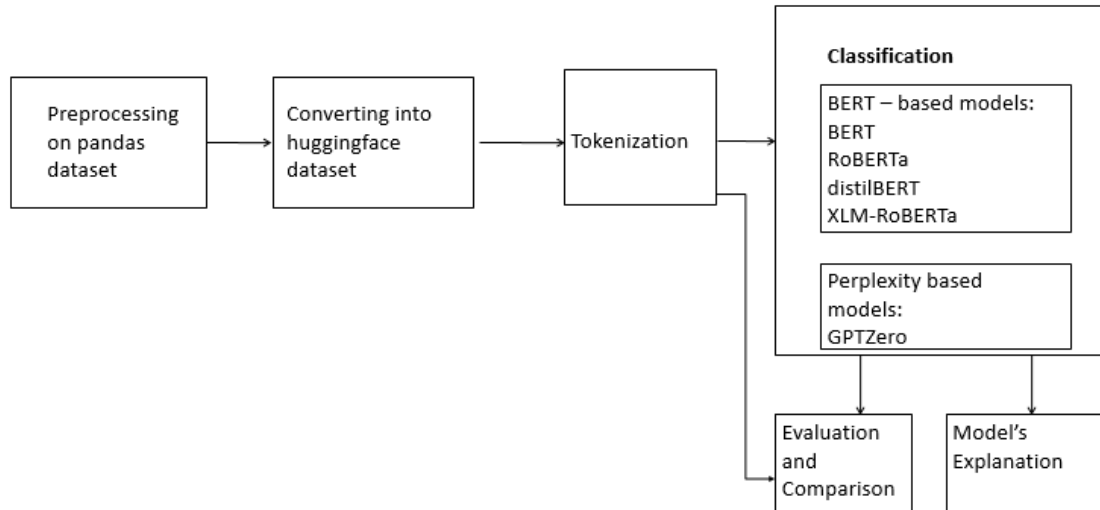 Preprocessing
on pandas
dataset
Converting into
huggingface
dataset
Tokenization
Classification
BERT – based models:
BERT
RoBERTa
distilBERT
XLM-RoBERTa
Perplexity based
models:
GPTZero
Evaluation
and
Comparison
Model’s
Explanation